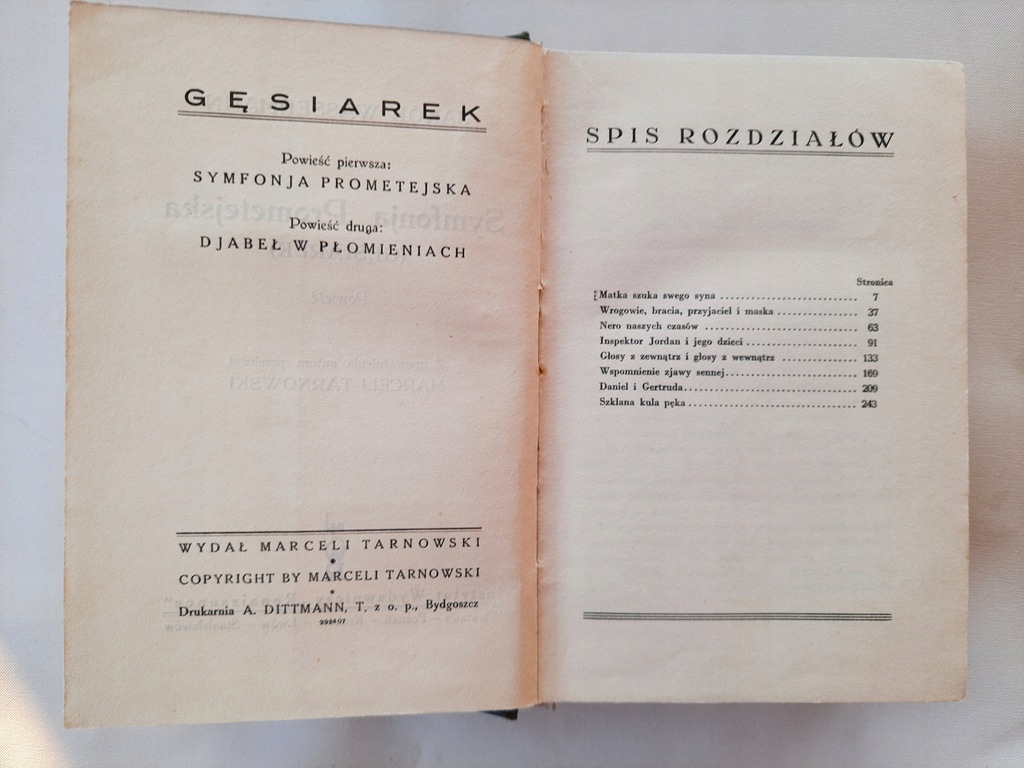 GĘSIAREK
Powieść pierwsza:
SYMFONJA PROMETEJSKA
Powieść druga:
DJABEŁ W PŁOMIENIACH
WYDAŁ MARCELI TARNOWSKI
COPYRIGHT BY MARCELI TARNOWSKI
Drukarnia A. DITTMANN, T. z o. p., Bydgoszcz
SPIS ROZDZIAŁÓW
Stronica
Matka szuka swego syna 7
Wrogowie, bracia, przyjaciel i maska 37
Nero naszych czasów 63
Inspektor Jordan i jego dzieci 91
Głosy z zewnątrz i głosy z wewnątrz 133
Wspomnienie zjawy sennej 169
Daniel i Gertruda 209
Szklana kula pęka 243